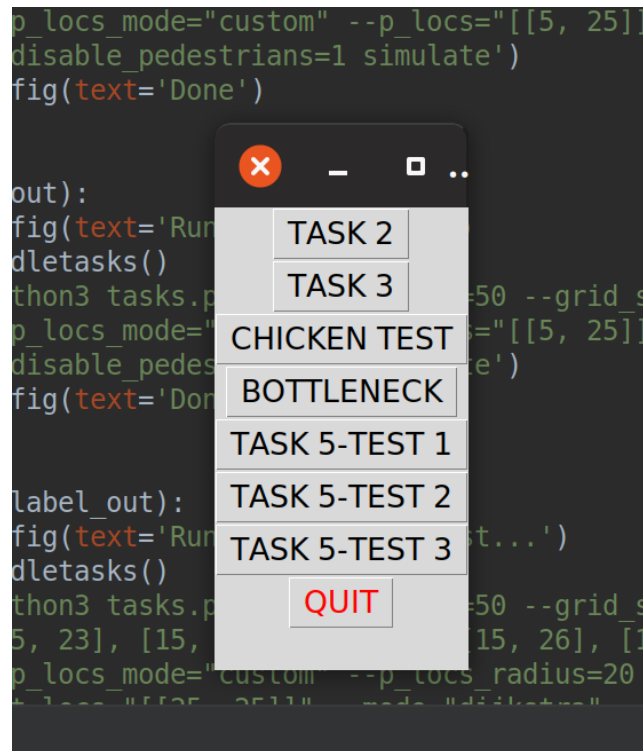 p_locs_mode="custom" --p_locs="[[5, 25]]
disable_pedestrians=1 simulate')
fig(text='Done')
..
out):
fig(text='Run
TASK 2
dletasks()
TASK 3
thon3 tasks.p =50 --grid_s
p_locs_mode=" ="[[5, 25]]
CHICKEN TEST
disable_pedes e')
fig(text='Don
BOTTLENECK
TASK 5-TEST 1
label_out):
TASK 5-TEST 2
fig(text='Run st...')
TASK 5-TEST 3
dletasks()
thon3 tasks.p =50 --grid_s
QUIT
5, 23], [15, [15, 26], [1
p_locs_mode="custom" --p_locs_radius=20